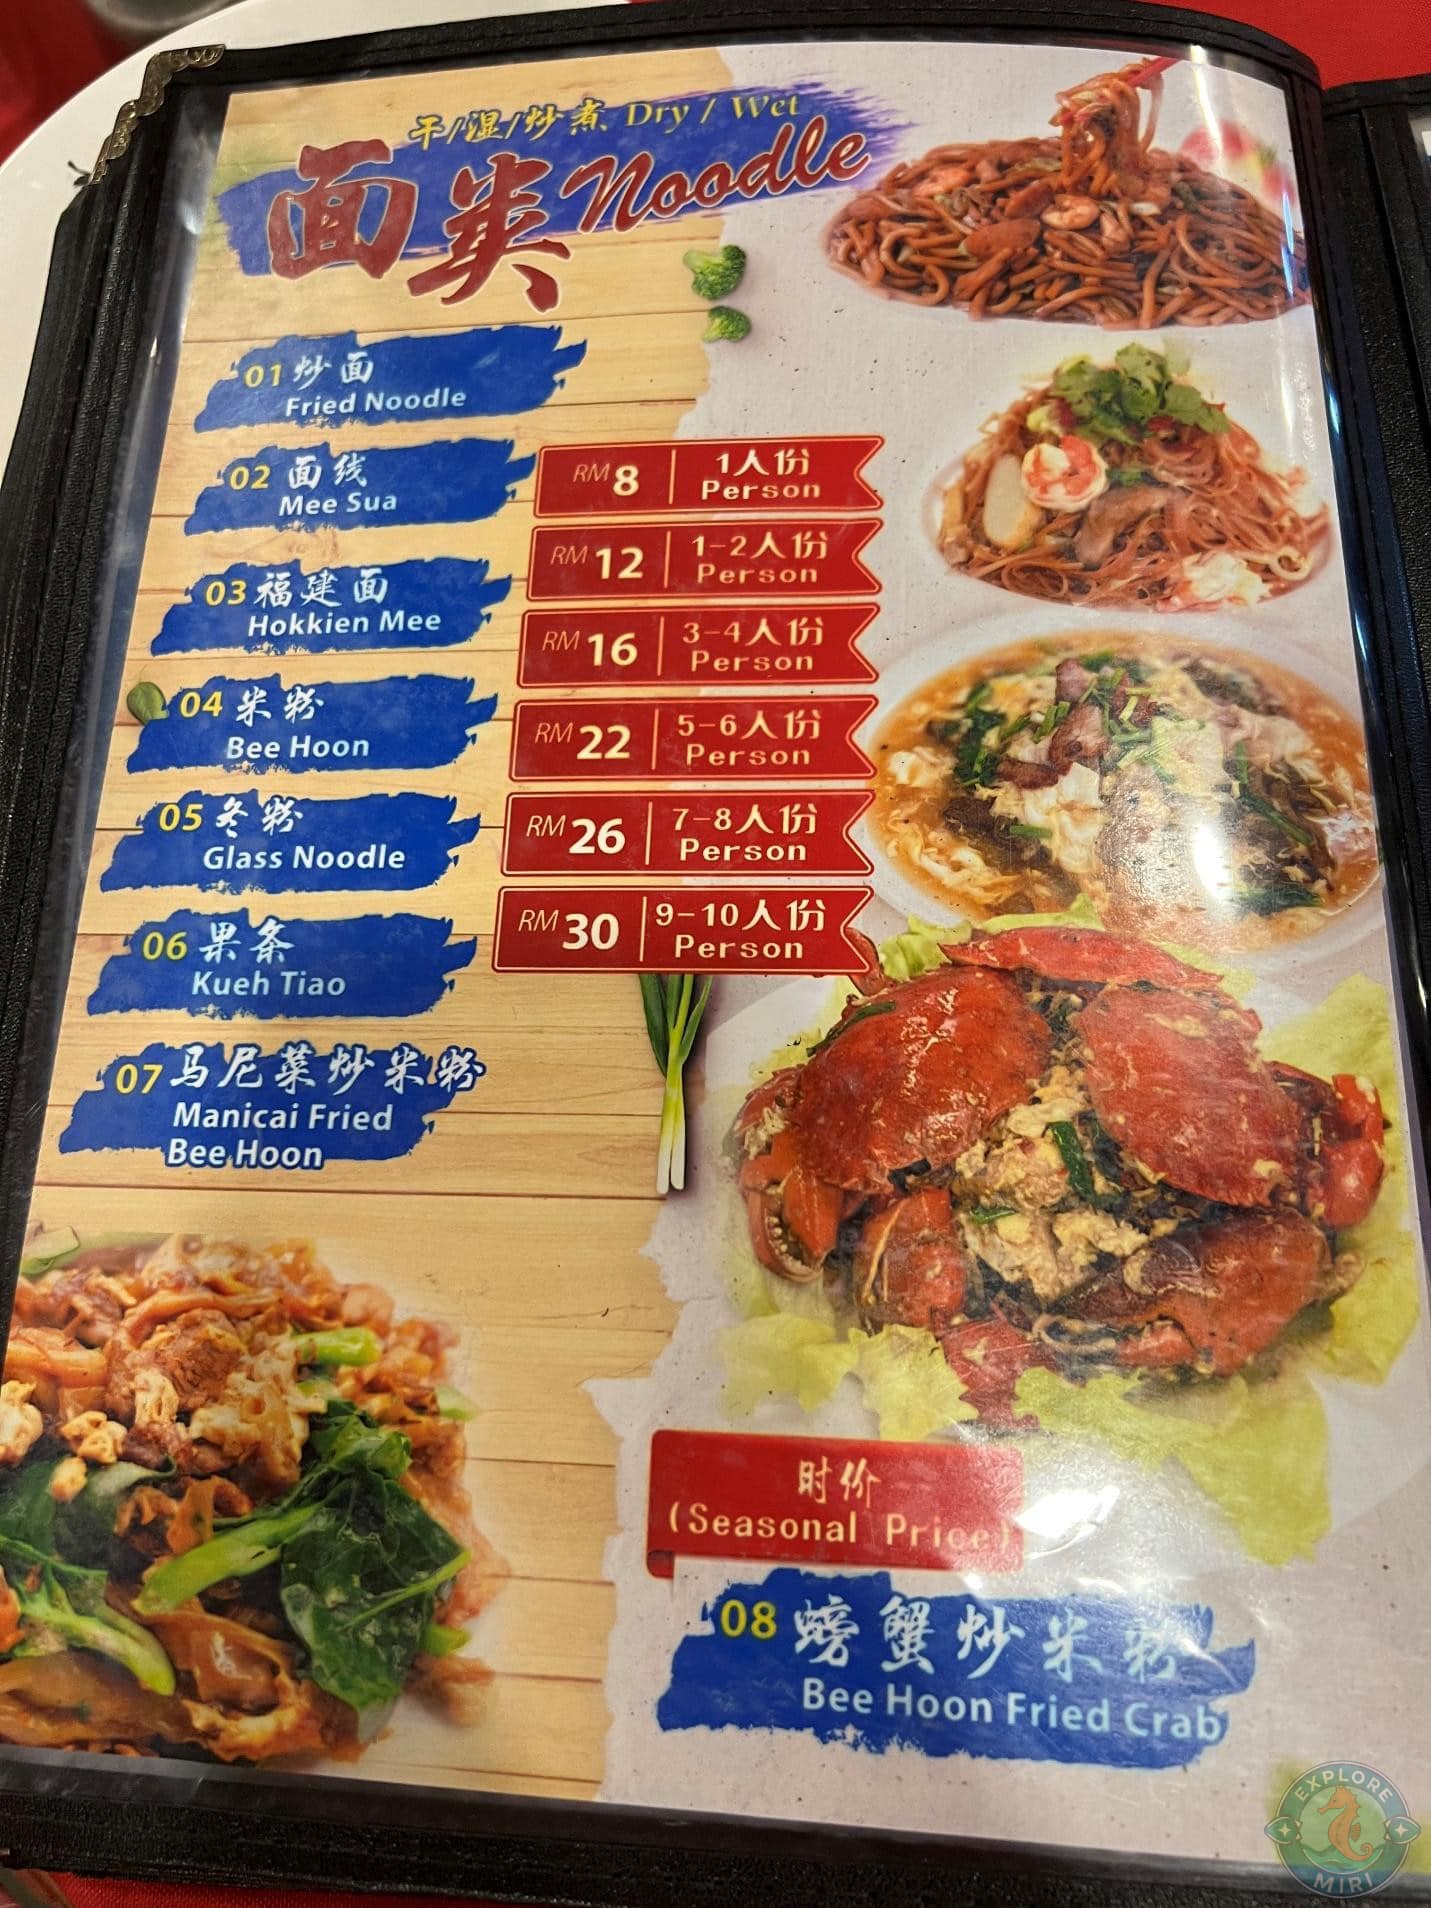 干/湿/炒煮 Dry / Wet
面类 Noodle
01 炒面
Fried Noodle
02 面线
Mee Sua
03 福建面
Hokkien Mee
04 米粉
Bee Hoon
05 冬粉
Glass Noodle
06 果条
Kueh Tiao
07 马尼菜炒米粉
Manicai Fried
Bee Hoon
RM 8 1人份
Person
RM 12 1-2人份
Person
RM 16 3-4人份
Person
RM 22 5-6人份
Person
RM 26 7-8人份
Person
RM 30 9-10人份
Person
时价
(Seasonal Price)
08 螃蟹炒米粉
Bee Hoon Fried Crab
EXPLORE
MIRI